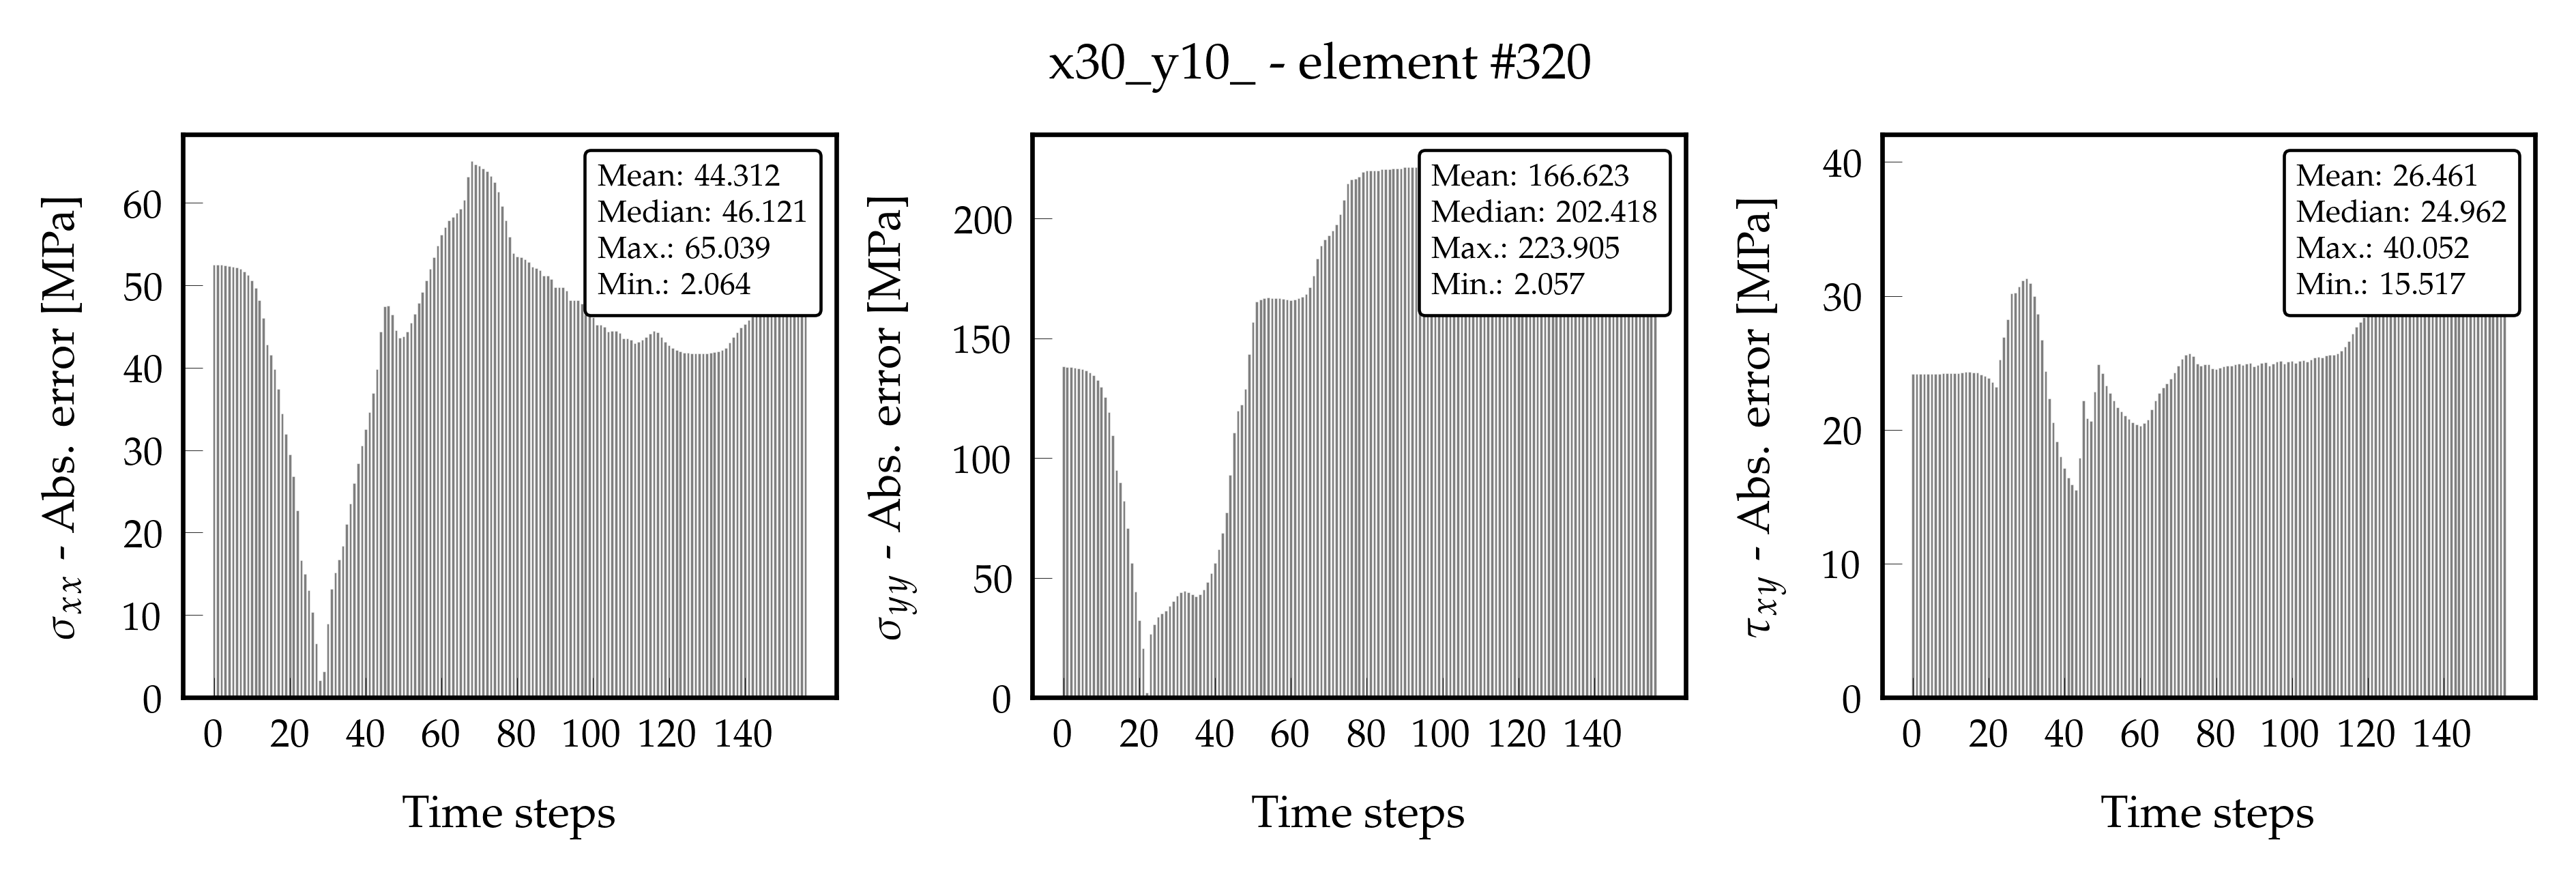 x30_y10_ - element #320
σxx - Abs. error [MPa]
60
50
40
30
20
10
0
Mean: 44.312
Median: 46.121
Max.: 65.039
Min.: 2.064
0 20 40 60 80 100 120 140
Time steps
σyy - Abs. error [MPa]
200
150
100
50
0
Mean: 166.623
Median: 202.418
Max.: 223.905
Min.: 2.057
0 20 40 60 80 100 120 140
Time steps
τxy - Abs. error [MPa]
40
30
20
10
0
Mean: 26.461
Median: 24.962
Max.: 40.052
Min.: 15.517
0 20 40 60 80 100 120 140
Time steps